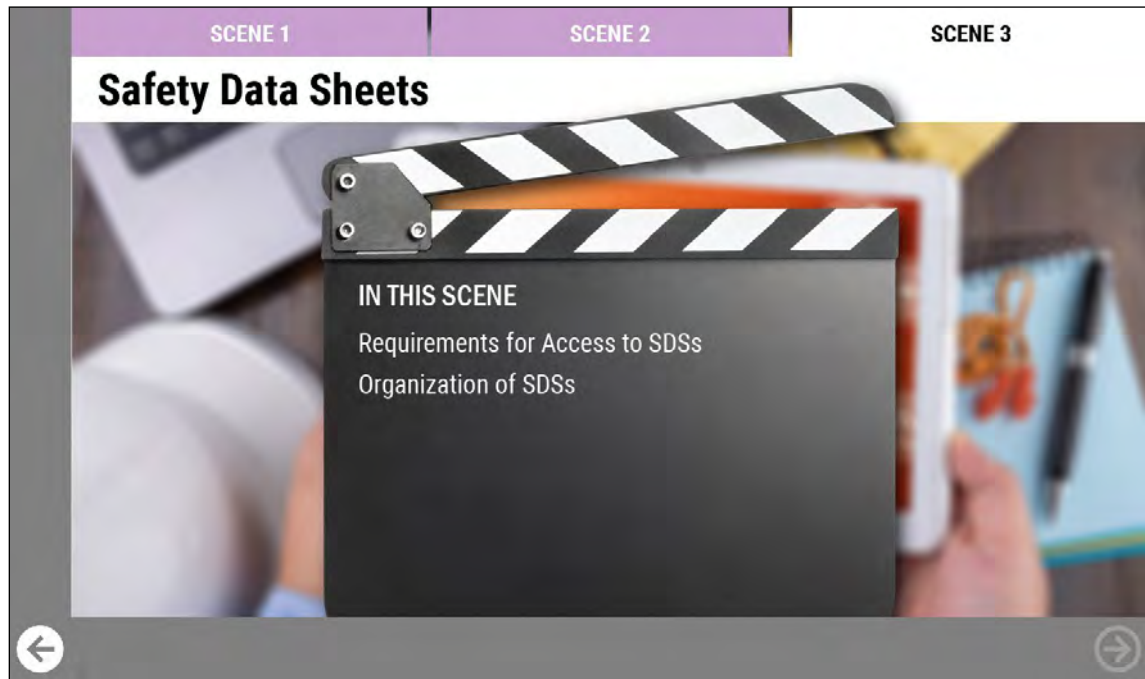 SCENE 1
SCENE 2
SCENE 3
Safety Data Sheets
IN THIS SCENE
Requirements for Access to SDSs
Organization of SDSs